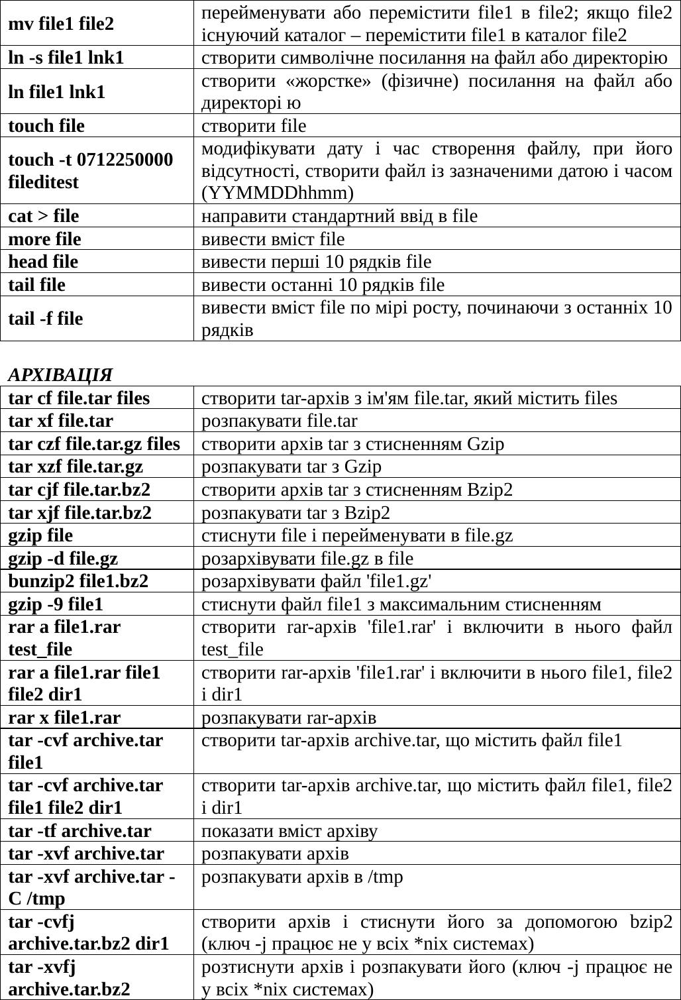 mv file1 file2
перейменувати або перемістити file1 в file2; якщо file2
існуючий каталог – перемістити file1 в каталог file2
ln -s file1 lnk1
створити символічне посилання на файл або директорію
ln file1 lnk1
створити «жорстке» (фізичне) посилання на файл або
директорі ю
touch file
створити file
touch -t 0712250000
fileditest
модифікувати дату і час створення файлу, при його
відсутності, створити файл із зазначеними датою і часом
(YYMMDDhhmm)
cat > file
направити стандартний ввід в file
more file
вивести вміст file
head file
вивести перші 10 рядків file
tail file
вивести останні 10 рядків file
tail -f file
вивести вміст file по мірі росту, починаючи з останніх 10
рядків
АРХІВАЦІЯ
tar cf file.tar files
створити tar-архів з ім'ям file.tar, який містить files
tar xf file.tar
розпакувати file.tar
tar czf file.tar.gz files
створити архів tar з стисненням Gzip
tar xzf file.tar.gz
розпакувати tar з Gzip
tar cjf file.tar.bz2
створити архів tar з стисненням Bzip2
tar xjf file.tar.bz2
розпакувати tar з Bzip2
gzip file
стиснути file і перейменувати в file.gz
gzip -d file.gz
розархівувати file.gz в file
bunzip2 file1.bz2
розархівувати файл 'file1.gz'
gzip -9 file1
стиснути файл file1 з максимальним стисненням
rar a file1.rar
test_file
створити rar-архів 'file1.rar' і включити в нього файл
test_file
rar a file1.rar file1
file2 dir1
створити rar-архів 'file1.rar' і включити в нього file1, file2
і dir1
rar x file1.rar
розпакувати rar-архів
tar -cvf archive.tar
file1
створити tar-архів archive.tar, що містить файл file1
tar -cvf archive.tar
file1 file2 dir1
створити tar-архів archive.tar, що містить файл file1, file2
і dir1
tar -tf archive.tar
показати вміст архіву
tar -xvf archive.tar
розпакувати архів
tar -xvf archive.tar -
C /tmp
розпакувати архів в /tmp
tar -cvfj
archive.tar.bz2 dir1
створити архів і стиснути його за допомогою bzip2
(ключ -j працює не у всіх *nix системах)
tar -xvfj
archive.tar.bz2
розтиснути архів і розпакувати його (ключ -j працює не
у всіх *nix системах)